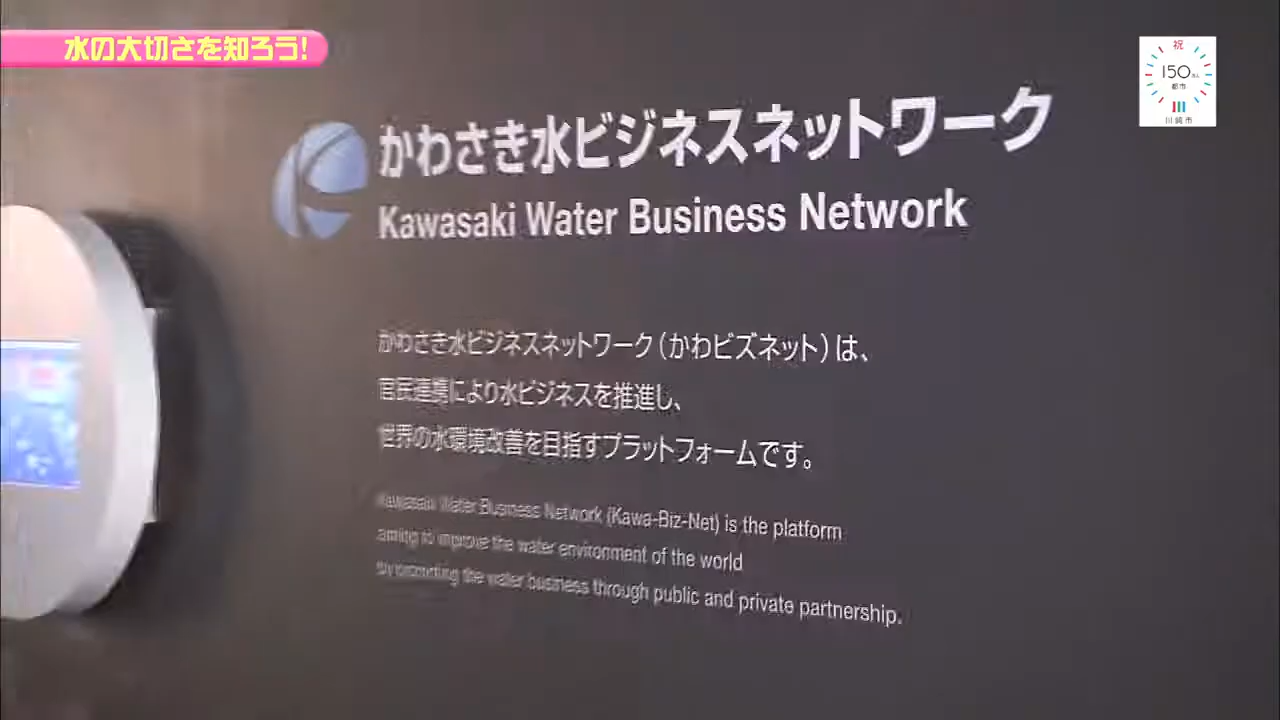 水の大切さを知ろう!
祝
150万人
都市
川崎市
かわさき水ビジネスネットワーク
Kawasaki Water Business Network
かわさき水ビジネスネットワーク(かわビズネット)は、
官民連携により水ビジネスを推進し、
世界の水環境改善を目指すプラットフォームです。
Kawasaki Water Business Network (Kawa-Biz-Net) is the platform
aiming to improve the water environment of the world
by promoting the water business through public and private partnership.